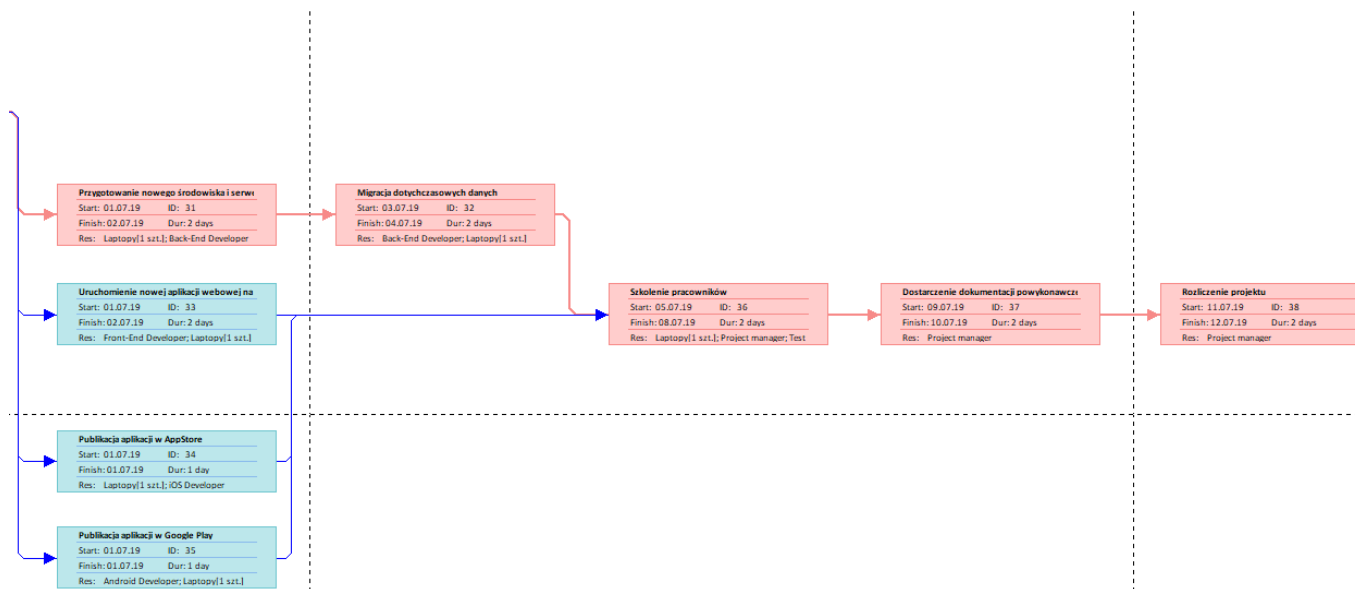 Przygotowanie nowego środowiska i serwe
Start: 01.07.19 ID: 31
Finish: 02.07.19 Dur: 2 days
Res: Laptopy[1 szt.]; Back-End Developer
Migracja dotychczasowych danych
Start: 03.07.19 ID: 32
Finish: 04.07.19 Dur: 2 days
Res: Back-End Developer; Laptopy[1 szt.]
Uruchomienie nowej aplikacji webowej na
Start: 01.07.19 ID: 33
Finish: 02.07.19 Dur: 2 days
Res: Front-End Developer; Laptopy[1 szt.]
Szkolenie pracowników
Start: 05.07.19 ID: 36
Finish: 08.07.19 Dur: 2 days
Res: Laptopy[1 szt.]; Project manager; Test
Dostarczenie dokumentacji powykonawcze
Start: 09.07.19 ID: 37
Finish: 10.07.19 Dur: 2 days
Res: Project manager
Rozliczenie projektu
Start: 11.07.19 ID: 38
Finish: 12.07.19 Dur: 2 days
Res: Project manager
Publikacja aplikacji w AppStore
Start: 01.07.19 ID: 34
Finish: 01.07.19 Dur: 1 day
Res: Laptopy[1 szt.]; iOS Developer
Publikacja aplikacji w Google Play
Start: 01.07.19 ID: 35
Finish: 01.07.19 Dur: 1 day
Res: Android Developer; Laptopy[1 szt.]